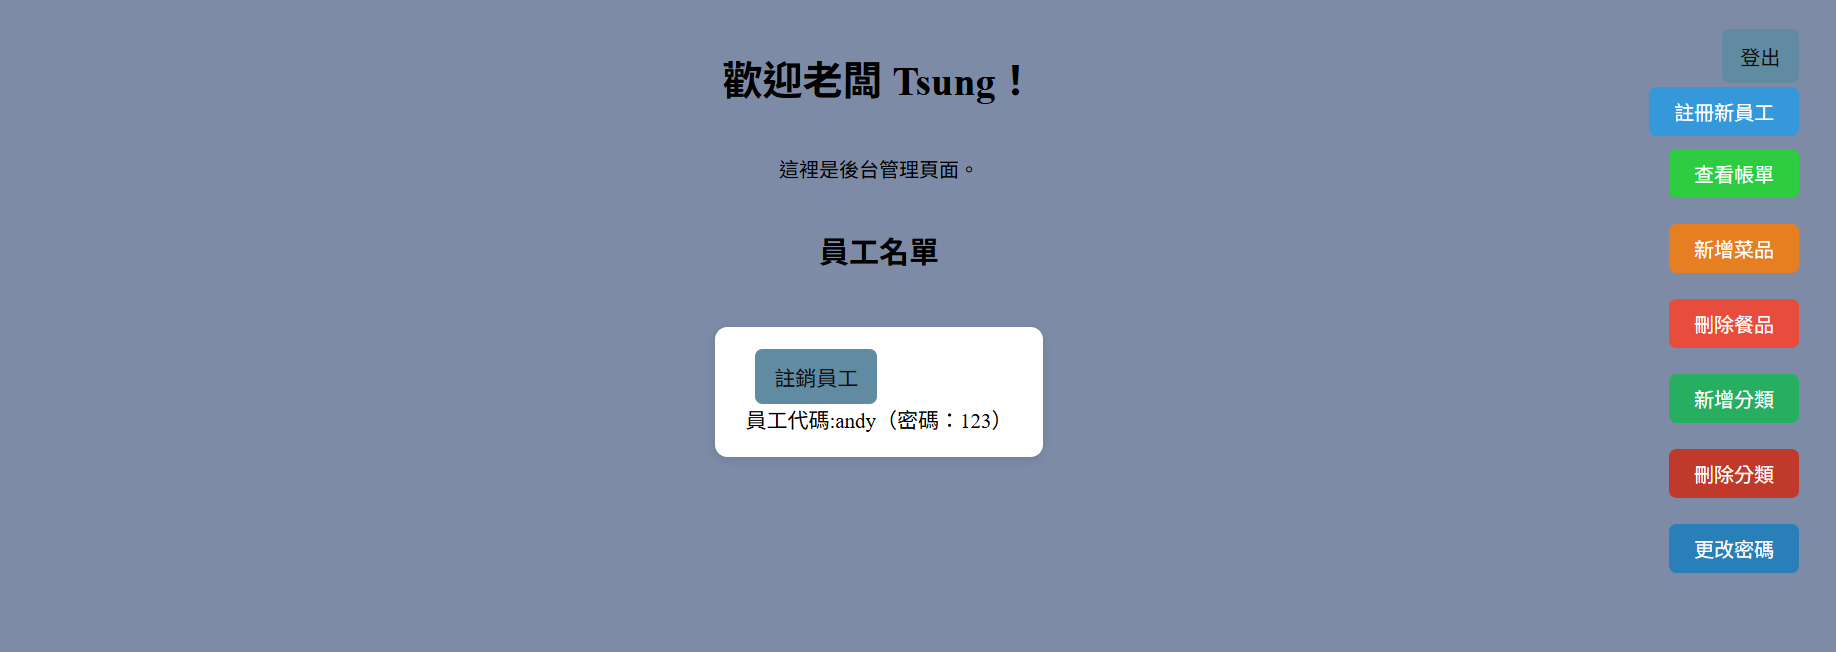 歡迎老闆 Tsung！
這裡是後台管理頁面。
員工名單
註銷員工
員工代碼:andy（密碼：123）
登出
註冊新員工
查看帳單
新增菜品
刪除餐品
新增分類
刪除分類
更改密碼